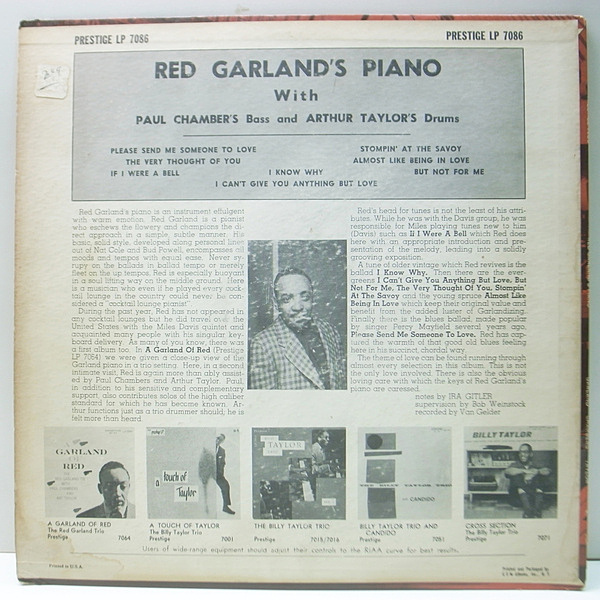 PRESTIGE LP 7086
PRESTIGE LP 7086
RED GARLAND'S PIANO
With
PAUL CHAMBER'S Bass and ARTHUR TAYLOR'S Drums
PLEASE SEND ME SOMEONE TO LOVE
STOMPIN' AT THE SAVOY
THE VERY THOUGHT OF YOU
ALMOST LIKE BEING IN LOVE
IF I WERE A BELL
I KNOW WHY
BUT NOT FOR ME
I CAN'T GIVE YOU ANYTHING BUT LOVE
Red Garland's piano is an instrument effulgent
with warm emotion. Red Garland is a pianist
who eschews the flowery and champions the di-
rect approach in a simple, subtle manner. His
basic, solid style, developed along personal lines
out of Nat Cole and Bud Powell, encompasses all
moods and tempos with equal ease. Never sy-
rupy on the ballads in ballad tempo or merely
fleet on the up tempos, Red is especially buoyant
in a soul lifting way on the middle ground. Here
is a musician who even if he played every cock-
tail lounge in the country could never be con-
sidered a "cocktail lounge pianist".
During the past year, Red has not appeared in
any cocktail lounges but he did travel over the
United States with the Miles Davis quintet and
acquainted many people with his singular key-
board delivery. As many of you know, there was
a first album too. In A Garland Of Red (Prestige
LP 7064) we were given a close-up view of the
Garland piano in a trio setting. Here, in a second
intimate visit, Red is again more than ably assist-
ed by Paul Chambers and Arthur Taylor. Paul,
in addition to his sensitive and complementary
support, also contributes solos of the high caliber
standard for which he has become known. Ar-
thur functions just as a trio drummer should; he is
felt more than heard.
Red's head for tunes is not the least of his attri-
butes. While he was with the Davis group, he was
responsible for Miles playing tunes new to him
(Davis) such as If I Were A Bell which Red does
here with an appropriate introduction and pre-
sentation of the melody, leading into a solidly
grooving exposition.
A tune of older vintage which Red revives is the
ballad I Know Why. Then there are the ever-
greens I Can't Give You Anything But Love, But
Not For Me, The Very Thought Of You, Stompin'
At The Savoy and the young spruce Almost Like
Being In Love which keep their original value and
benefit from the added luster of Garlandizing.
Finally there is the blues ballad, made popular
by singer Percy Mayfield several years ago,
Please Send Me Someone To Love. Red has cap-
tured the warmth of that good old blues feeling
here in his succinct, chordal way.
The theme of love can be found running through
almost every selection in this album. This is not
the only love involved. There is also the obvious
loving care with which the keys of Red Garland's
piano are caressed.
notes by IRA GITLER
supervision by Bob Weinstock
recorded by Van Gelder
GARLAND
OF
RED
a touch of
Taylor
TAYLOR
CANDIDO
BILLY TAYLOR
A GARLAND OF RED
The Red Garland Trio
Prestige 7064
A TOUCH OF TAYLOR
The Billy Taylor Trio
Prestige 7001
THE BILLY TAYLOR TRIO
Prestige 7015/7016
BILLY TAYLOR TRIO AND
CANDIDO
Prestige 7051
CROSS SECTION
The Billy Taylor Trio
Prestige 7071
Users of wide-range equipment should adjust their controls to the RIAA curve for best results.
Printed in U.S.A.